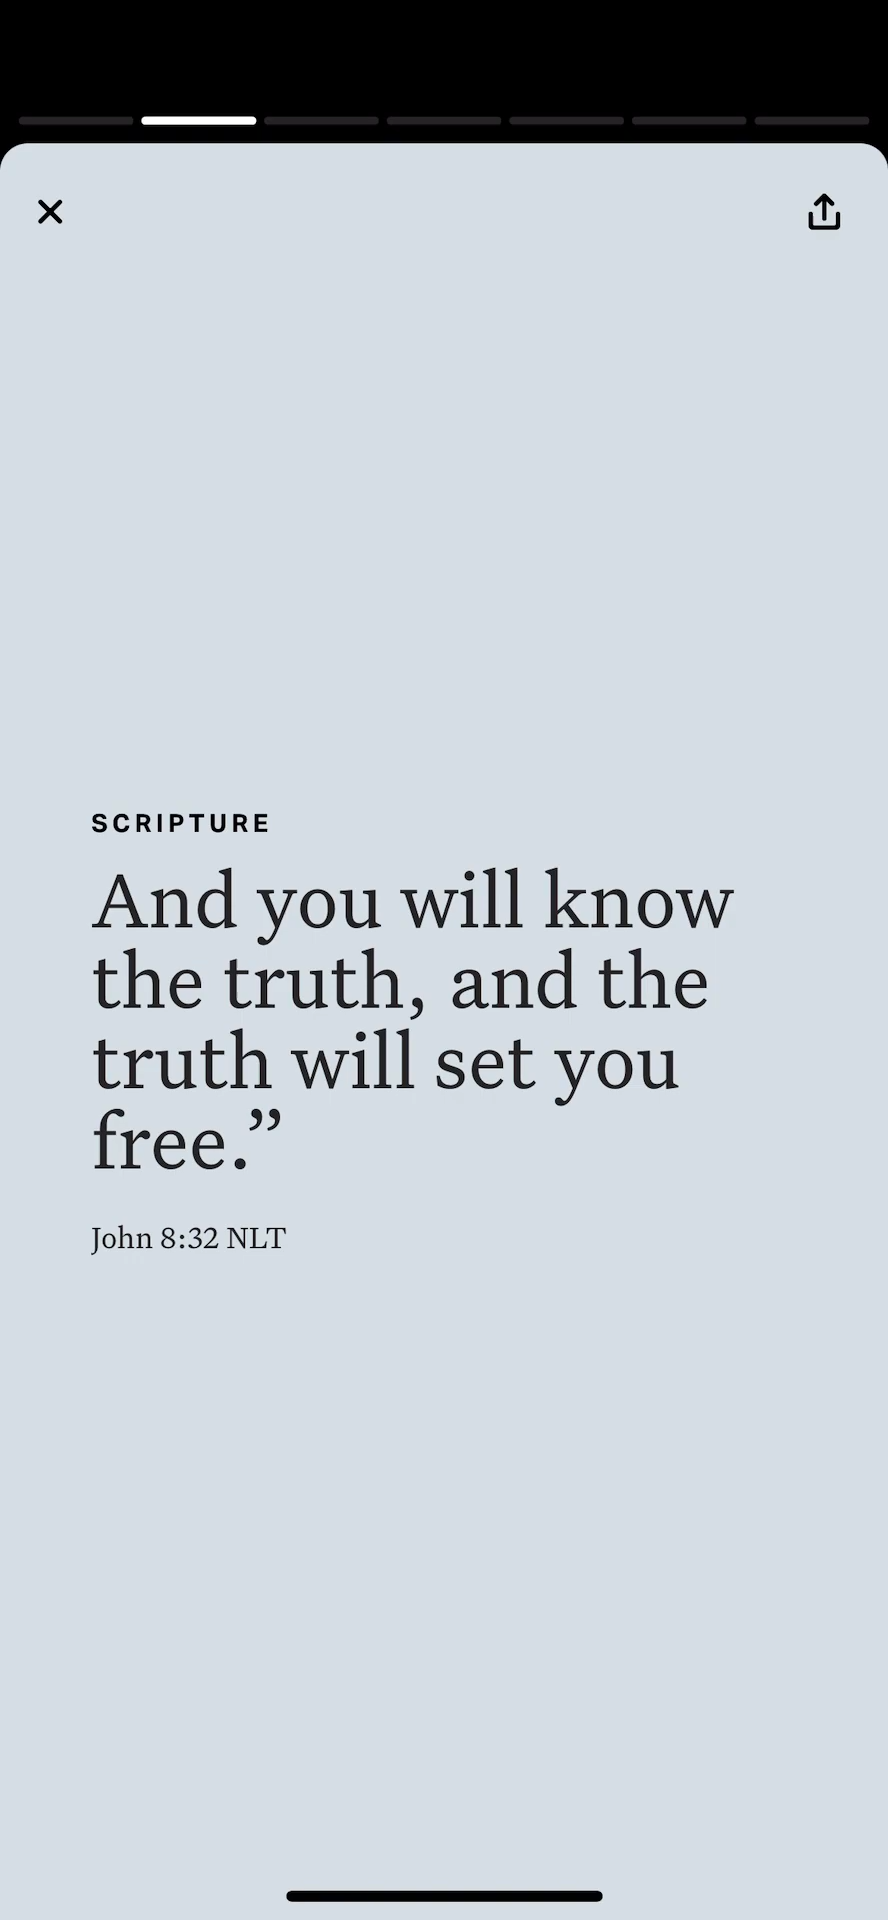 SCRIPTURE
And you will know
the truth, and the
truth will set you
free.”
John 8:32 NLT